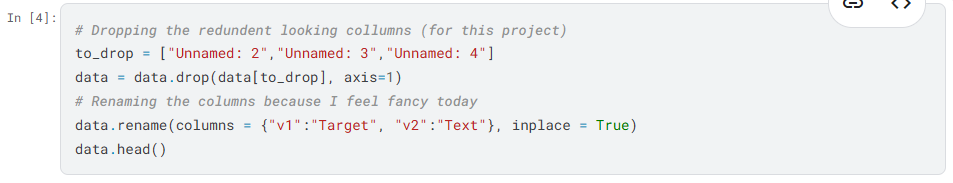 In [4]:
# Dropping the redundent looking collumns (for this project)
to_drop = ["Unnamed: 2","Unnamed: 3","Unnamed: 4"]
data = data.drop(data[to_drop], axis=1)
# Renaming the columns because I feel fancy today
data.rename(columns = {"v1":"Target", "v2":"Text"}, inplace = True)
data.head()